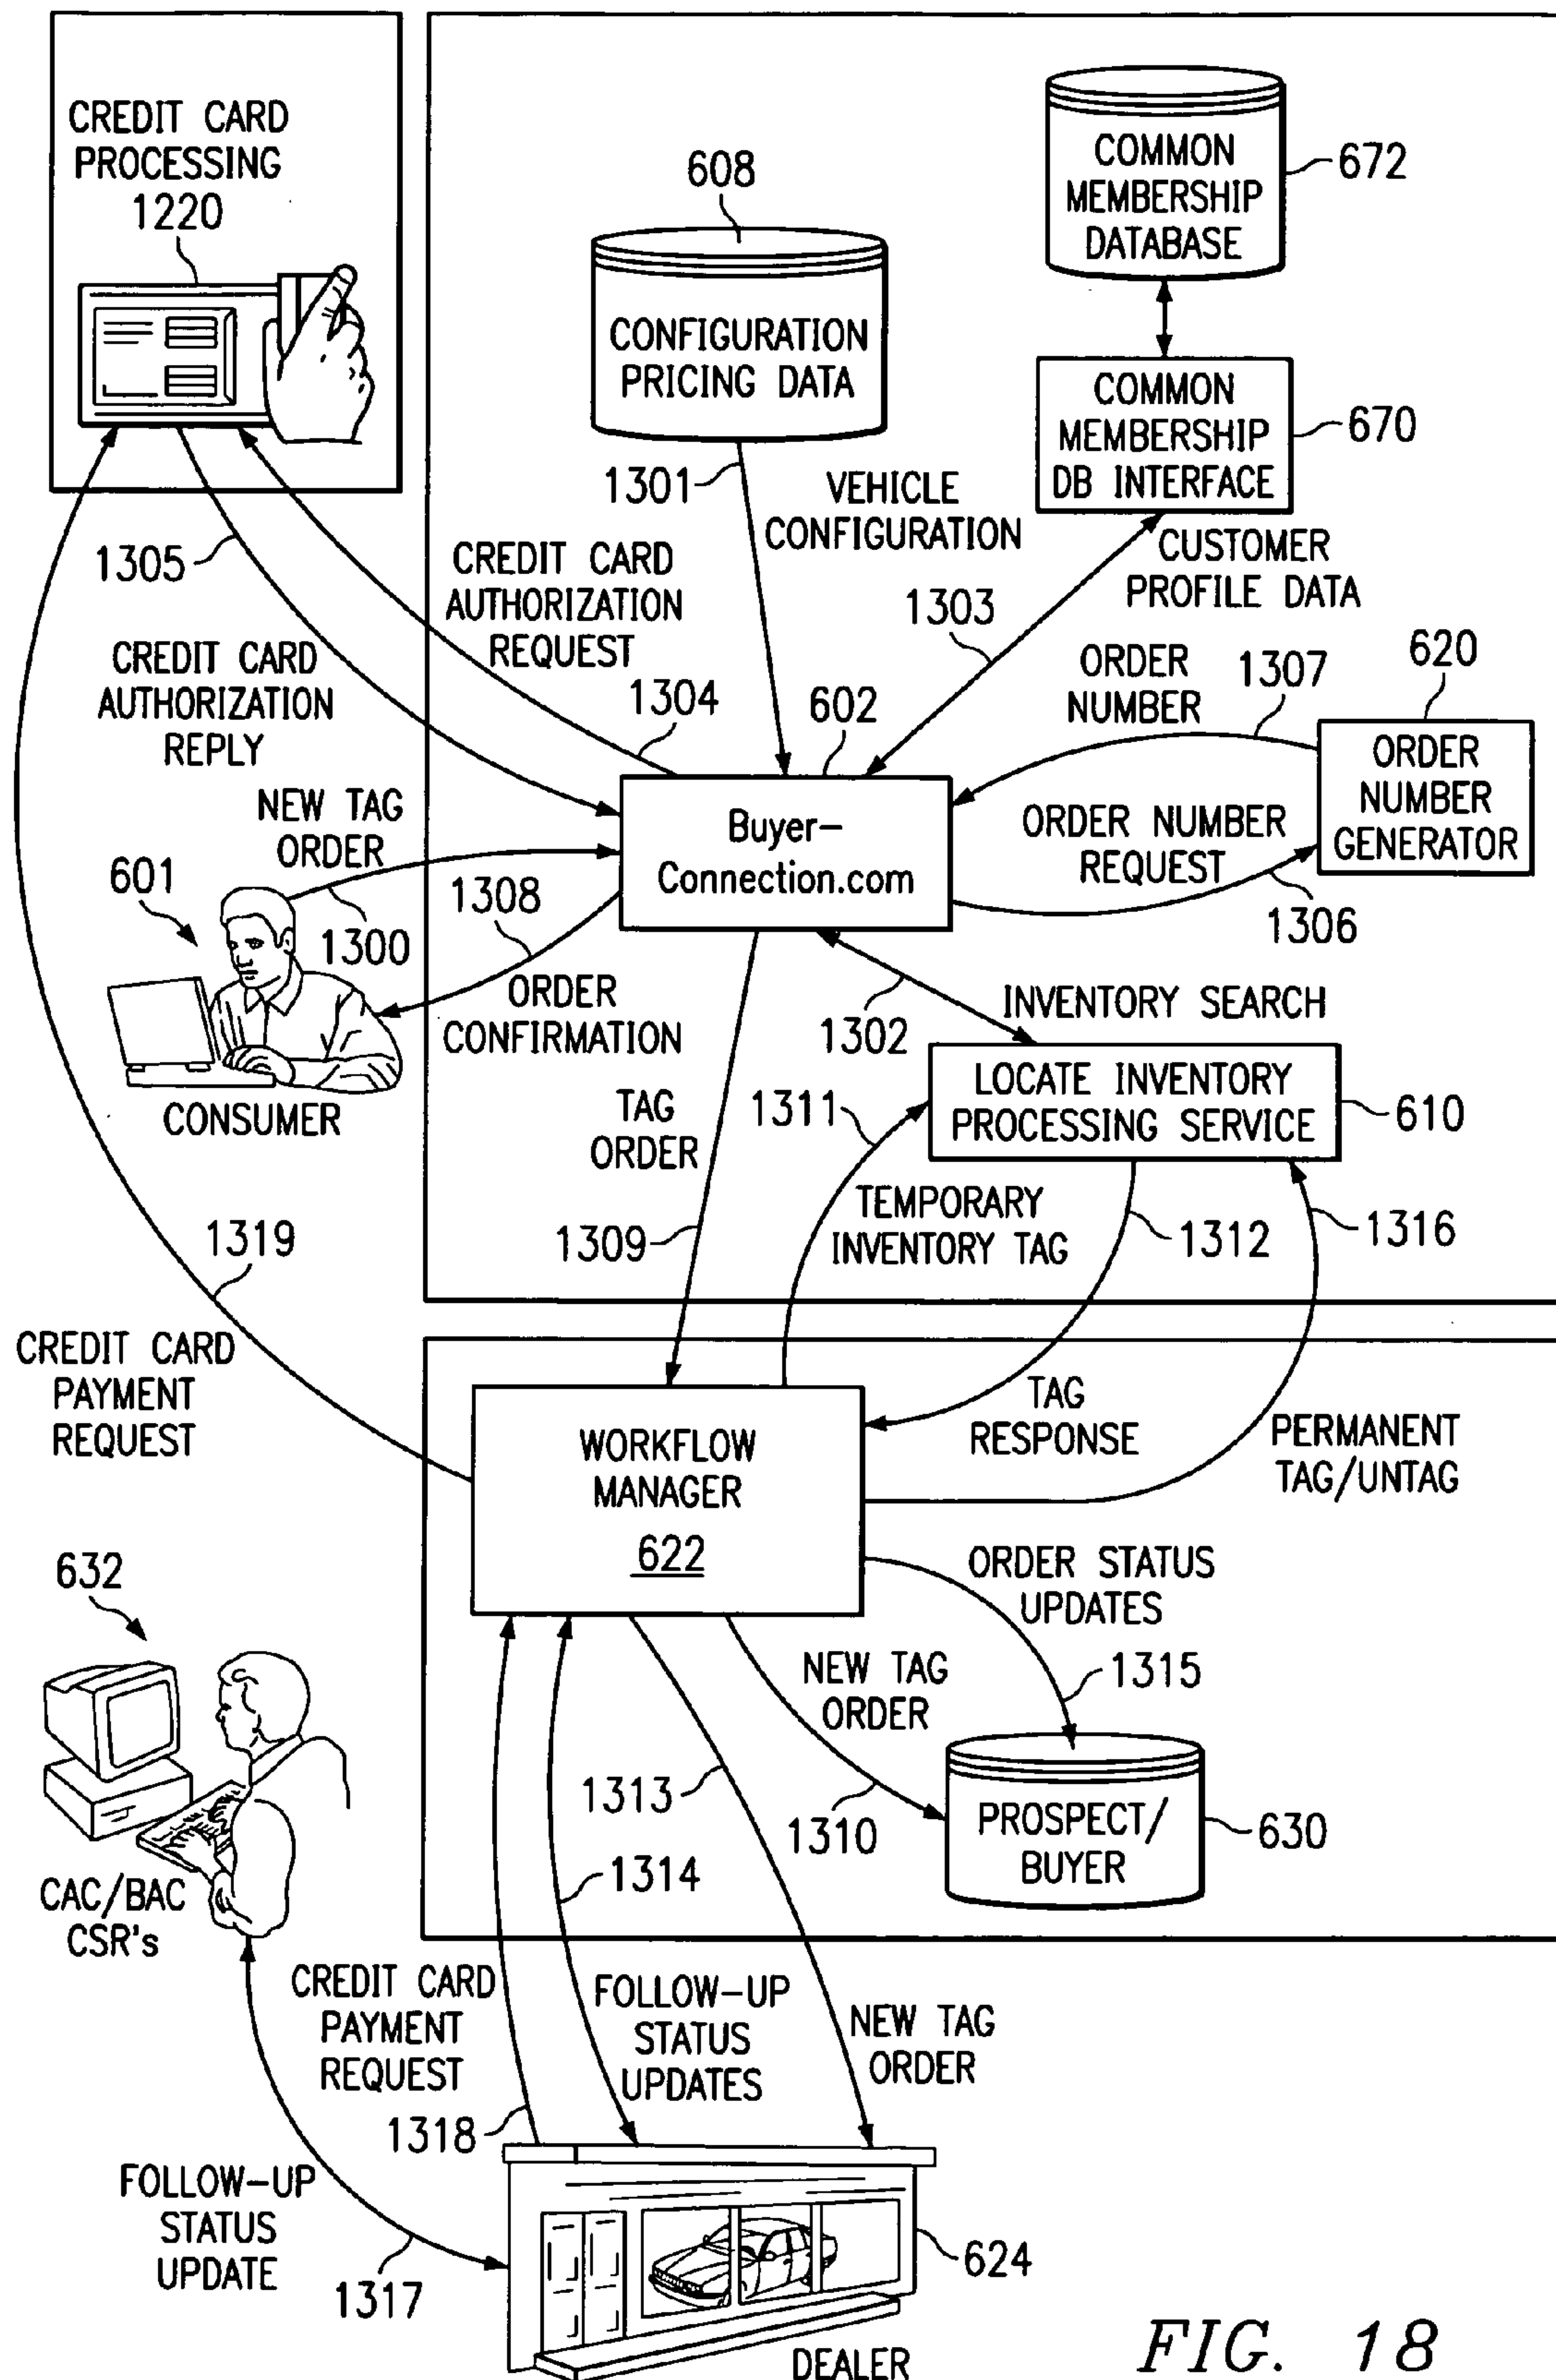 CREDIT CARD
PROCESSING
1220
608
COMMON
MEMBERSHIP
DATABASE
672
CONFIGURATION
PRICING DATA
COMMON
MEMBERSHIP
DB INTERFACE
670
1301
VEHICLE
CONFIGURATION
1305
CREDIT CARD
AUTHORIZATION
REQUEST
1304
CUSTOMER
PROFILE DATA
1303
CREDIT CARD
AUTHORIZATION
REPLY
602
ORDER
NUMBER
1307
620
ORDER
NUMBER
GENERATOR
NEW TAG
ORDER
Buyer-
Connection.com
ORDER NUMBER
REQUEST
1306
601
1300
1308
ORDER
CONFIRMATION
CONSUMER
1302
INVENTORY SEARCH
LOCATE INVENTORY
PROCESSING SERVICE
610
TAG
ORDER
1311
1309
TEMPORARY
INVENTORY TAG
1312
1316
1319
CREDIT CARD
PAYMENT
REQUEST
TAG
RESPONSE
PERMANENT
TAG/UNTAG
WORKFLOW
MANAGER
622
ORDER STATUS
UPDATES
632
NEW TAG
ORDER
1315
1313
1310
PROSPECT/
BUYER
630
1314
CAC/BAC
CSR's
CREDIT CARD
PAYMENT
REQUEST
1318
FOLLOW-UP
STATUS
UPDATES
NEW TAG
ORDER
FOLLOW-UP
STATUS
UPDATE
1317
624
DEALER
FIG. 18